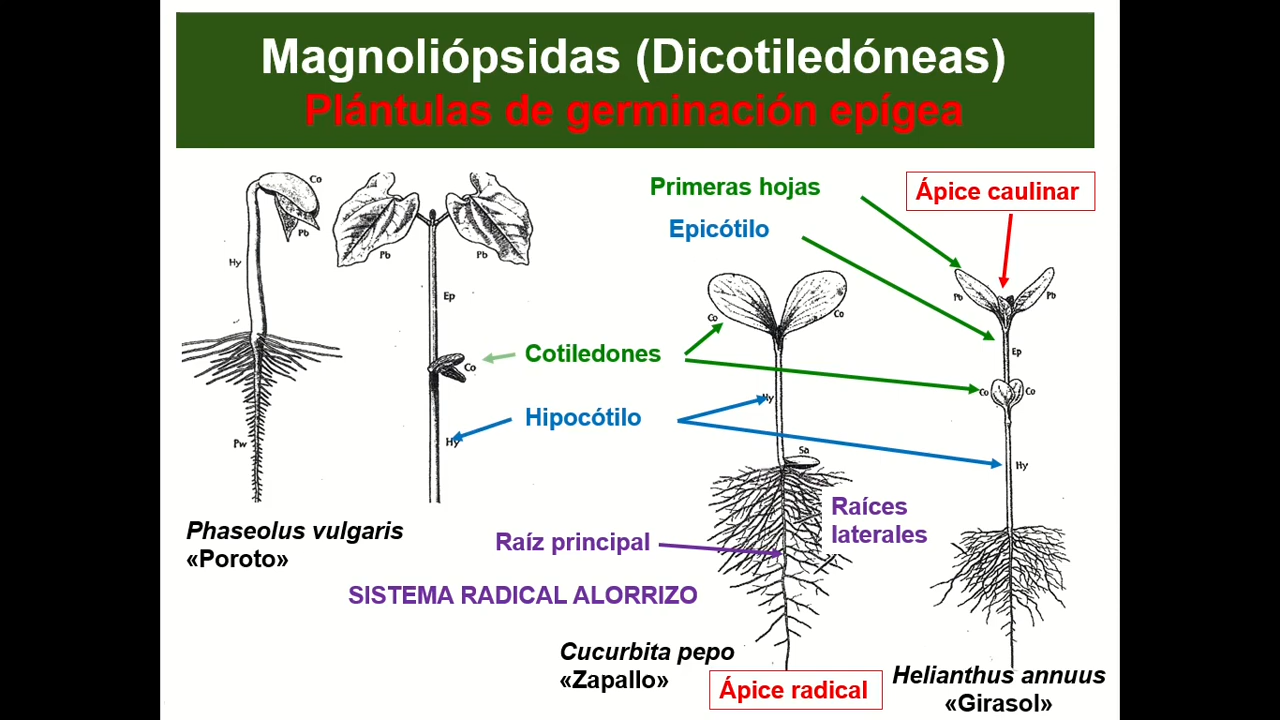 Magnoliópsidas (Dicotiledóneas)
Plántulas de germinación epígea
Co
Pb
Hy
Pw
Pb
Pb
Ep
Co
Hy
Phaseolus vulgaris
«Poroto»
Primeras hojas
Epicótilo
Ápice caulinar
Cotiledones
Hipocótilo
Co
Co
Hy
Sa
Pb
Pb
Ep
Co
Co
Hy
Raíces
laterales
Raíz principal
SISTEMA RADICAL ALORRIZO
Cucurbita pepo
«Zapallo»
Ápice radical
Helianthus annuus
«Girasol»